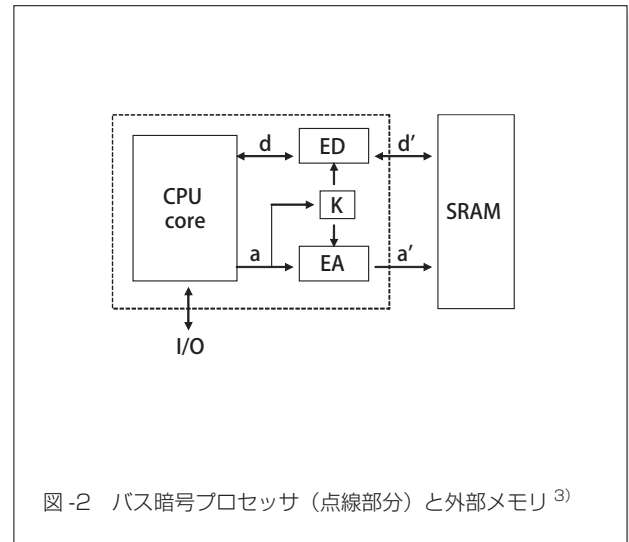 d
ED
d′
CPU
core
K
SRAM
a
EA
a′
I/O
図-2 バス暗号プロセッサ（点線部分）と外部メモリ 3)